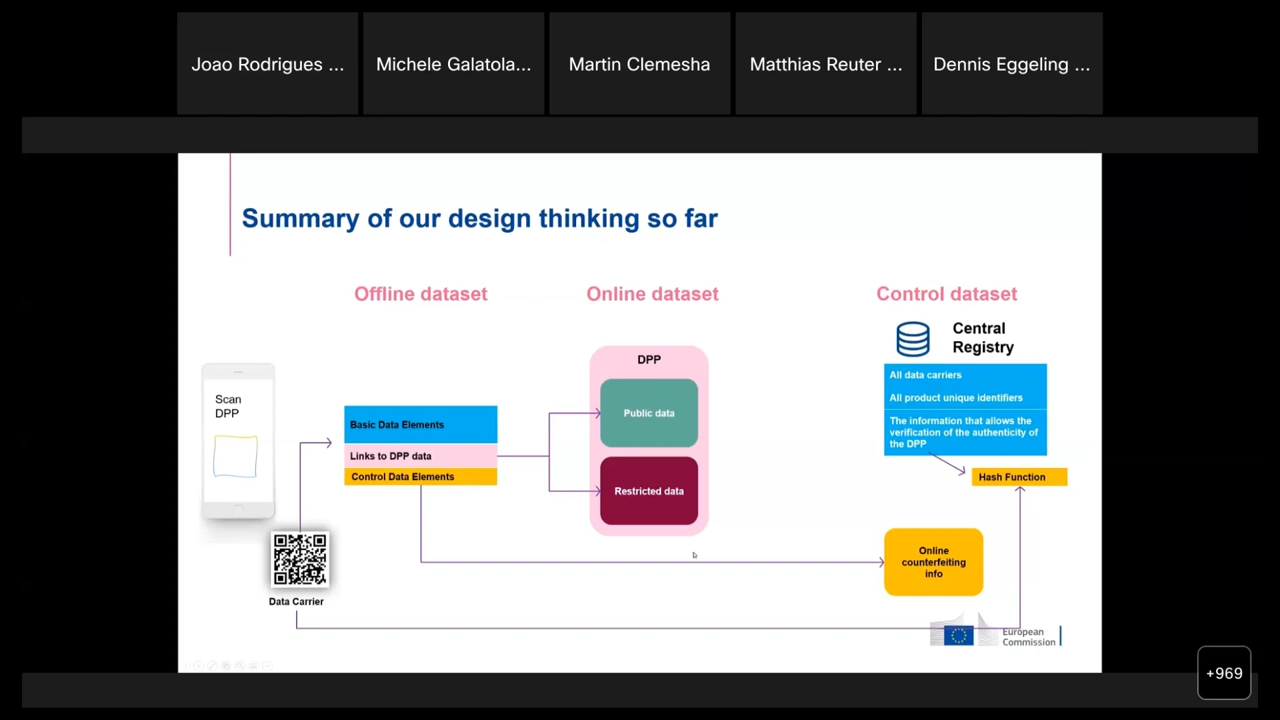 Joao Rodrigues ...
Michele Galatola...
Martin Clemesha
Matthias Reuter ...
Dennis Eggeling ...
Summary of our design thinking so far
Offline dataset
Online dataset
Control dataset
Central
Registry
All data carriers
All product unique identifiers
The information that allows the
verification of the authenticity of
the DPP
Hash Function
DPP
Public data
Restricted data
Scan
DPP
Basic Data Elements
Links to DPP data
Control Data Elements
Online
counterfeiting
info
Data Carrier
European
Commission
+969